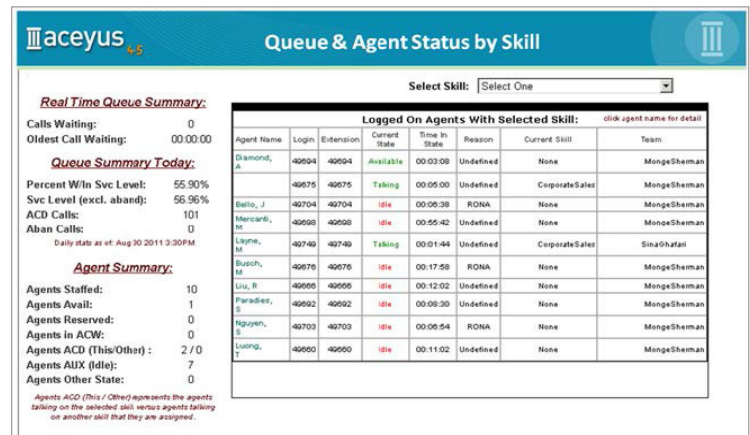 aceyus 4.5
Queue & Agent Status by Skill
Select Skill: Select One
Real Time Queue Summary:
Calls Waiting: 0
Oldest Call Waiting: 00:00:00
Queue Summary Today:
Percent W/In Svc Level: 55.90%
Svc Level (excl. aband): 56.96%
ACD Calls: 101
Aban Calls: 0
Daily stats as of: Aug 30 2011 3:30PM
Agent Summary:
Agents Staffed: 10
Agents Avail: 1
Agents Reserved: 0
Agents in ACW: 0
Agents ACD (This/Other) : 2 / 0
Agents AUX (Idle): 7
Agents Other State: 0
Agents ACD (This / Other) represents the agents
talking on the selected skill versus agents talking
on another skill that they are assigned.
Logged On Agents With Selected Skill: click agent name for detail
Agent Name Login Extension Current State Time In State Reason Current Skill Team
Diamond, A 49694 49694 Available 00:03:08 Undefined None MongeSherman
49675 49675 Talking 00:05:00 Undefined CorporateSales MongeSherman
Bello, J 49704 49704 Idle 00:06:38 RONA None MongeSherman
Mercanti, M 49698 49698 Idle 00:55:42 Undefined None MongeSherman
Layne, M 49749 49749 Talking 00:01:44 Undefined CorporateSales SinaGhafari
Busch, M 49676 49676 Idle 00:17:58 RONA None MongeSherman
Liu, R 49666 49666 Idle 00:12:02 Undefined None MongeSherman
Paradies, S 49692 49692 Idle 00:08:30 Undefined None MongeSherman
Nguyen, S 49703 49703 Idle 00:06:54 RONA None MongeSherman
Luong, T 49660 49660 Idle 00:11:02 Undefined None MongeSherman